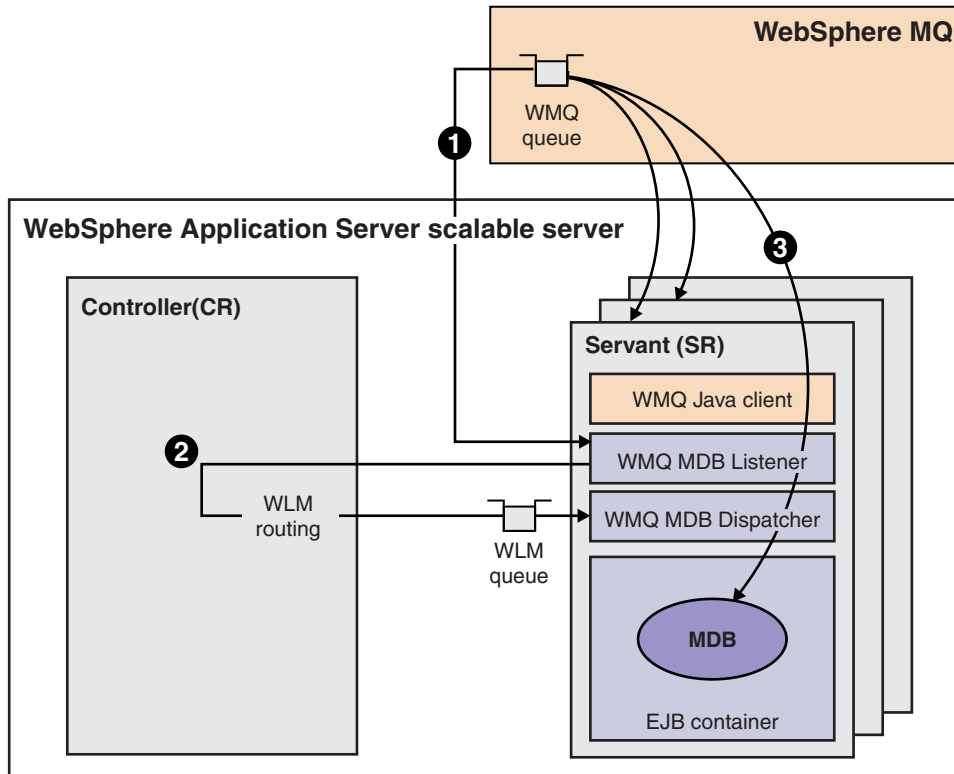 WebSphere MQ
WMQ
queue
1
WebSphere Application Server scalable server
3
Controller(CR)
Servant (SR)
WMQ Java client
2
WMQ MDB Listener
WLM
routing
WMQ MDB Dispatcher
WLM
queue
MDB
EJB container